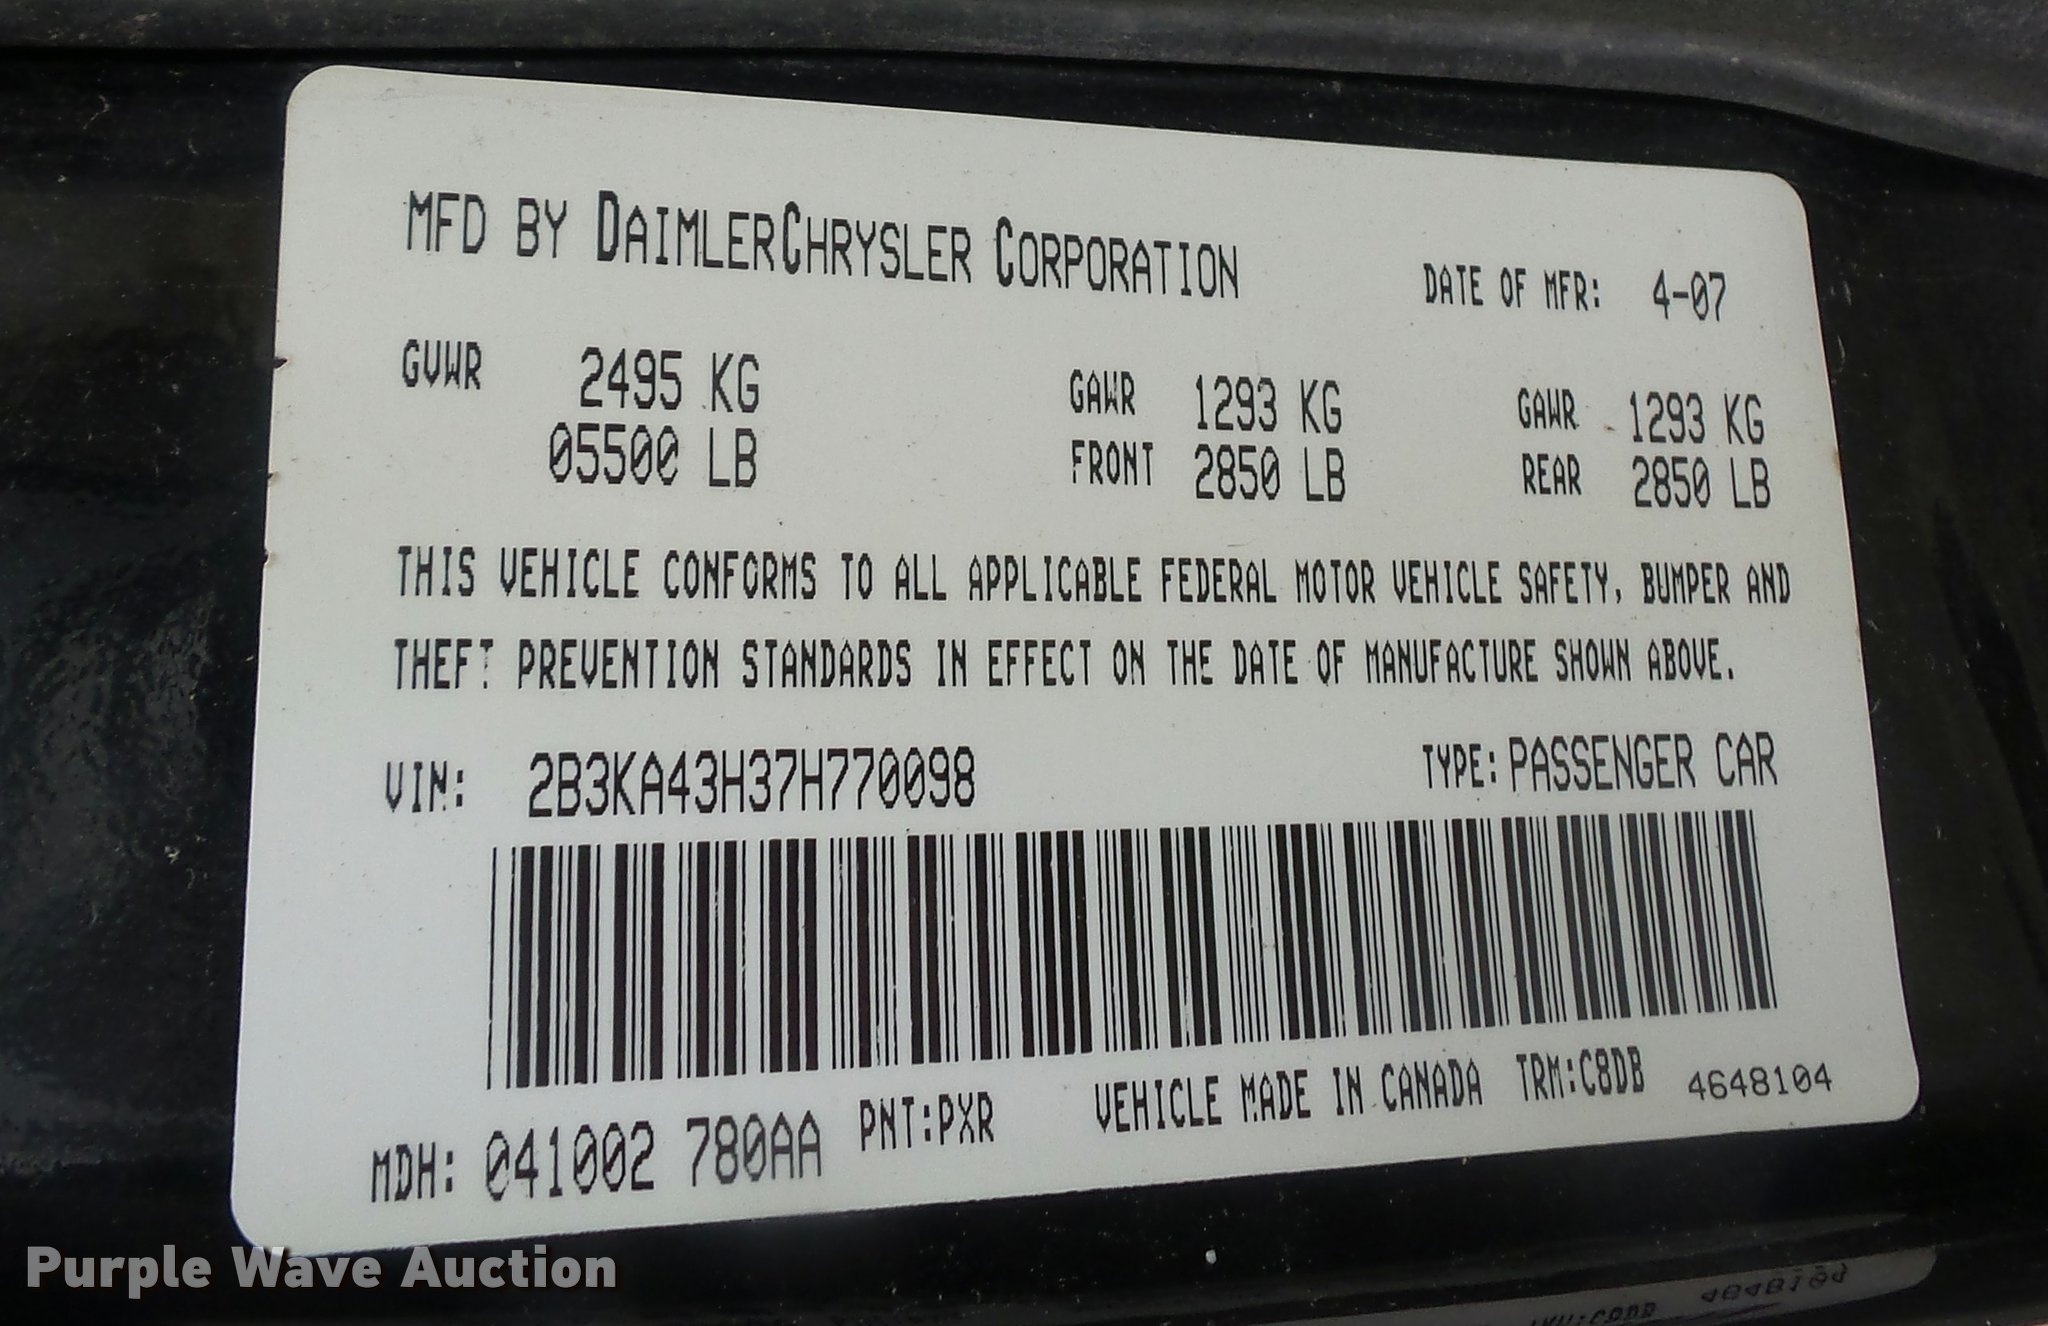 MFD BY DAIMLERCHRYSLER CORPORATION DATE OF MFR: 4-07
GVWR 2495 KG GAWR 1293 KG GAWR 1293 KG
05500 LB FRONT 2850 LB REAR 2850 LB
THIS VEHICLE CONFORMS TO ALL APPLICABLE FEDERAL MOTOR VEHICLE SAFETY, BUMPER AND
THEFT PREVENTION STANDARDS IN EFFECT ON THE DATE OF MANUFACTURE SHOWN ABOVE.
VIN: 2B3KA43H37H770098 TYPE: PASSENGER CAR
MDH: 041002 780AA PNT:PXR VEHICLE MADE IN CANADA TRM:C8DB 4648104
Purple Wave Auction